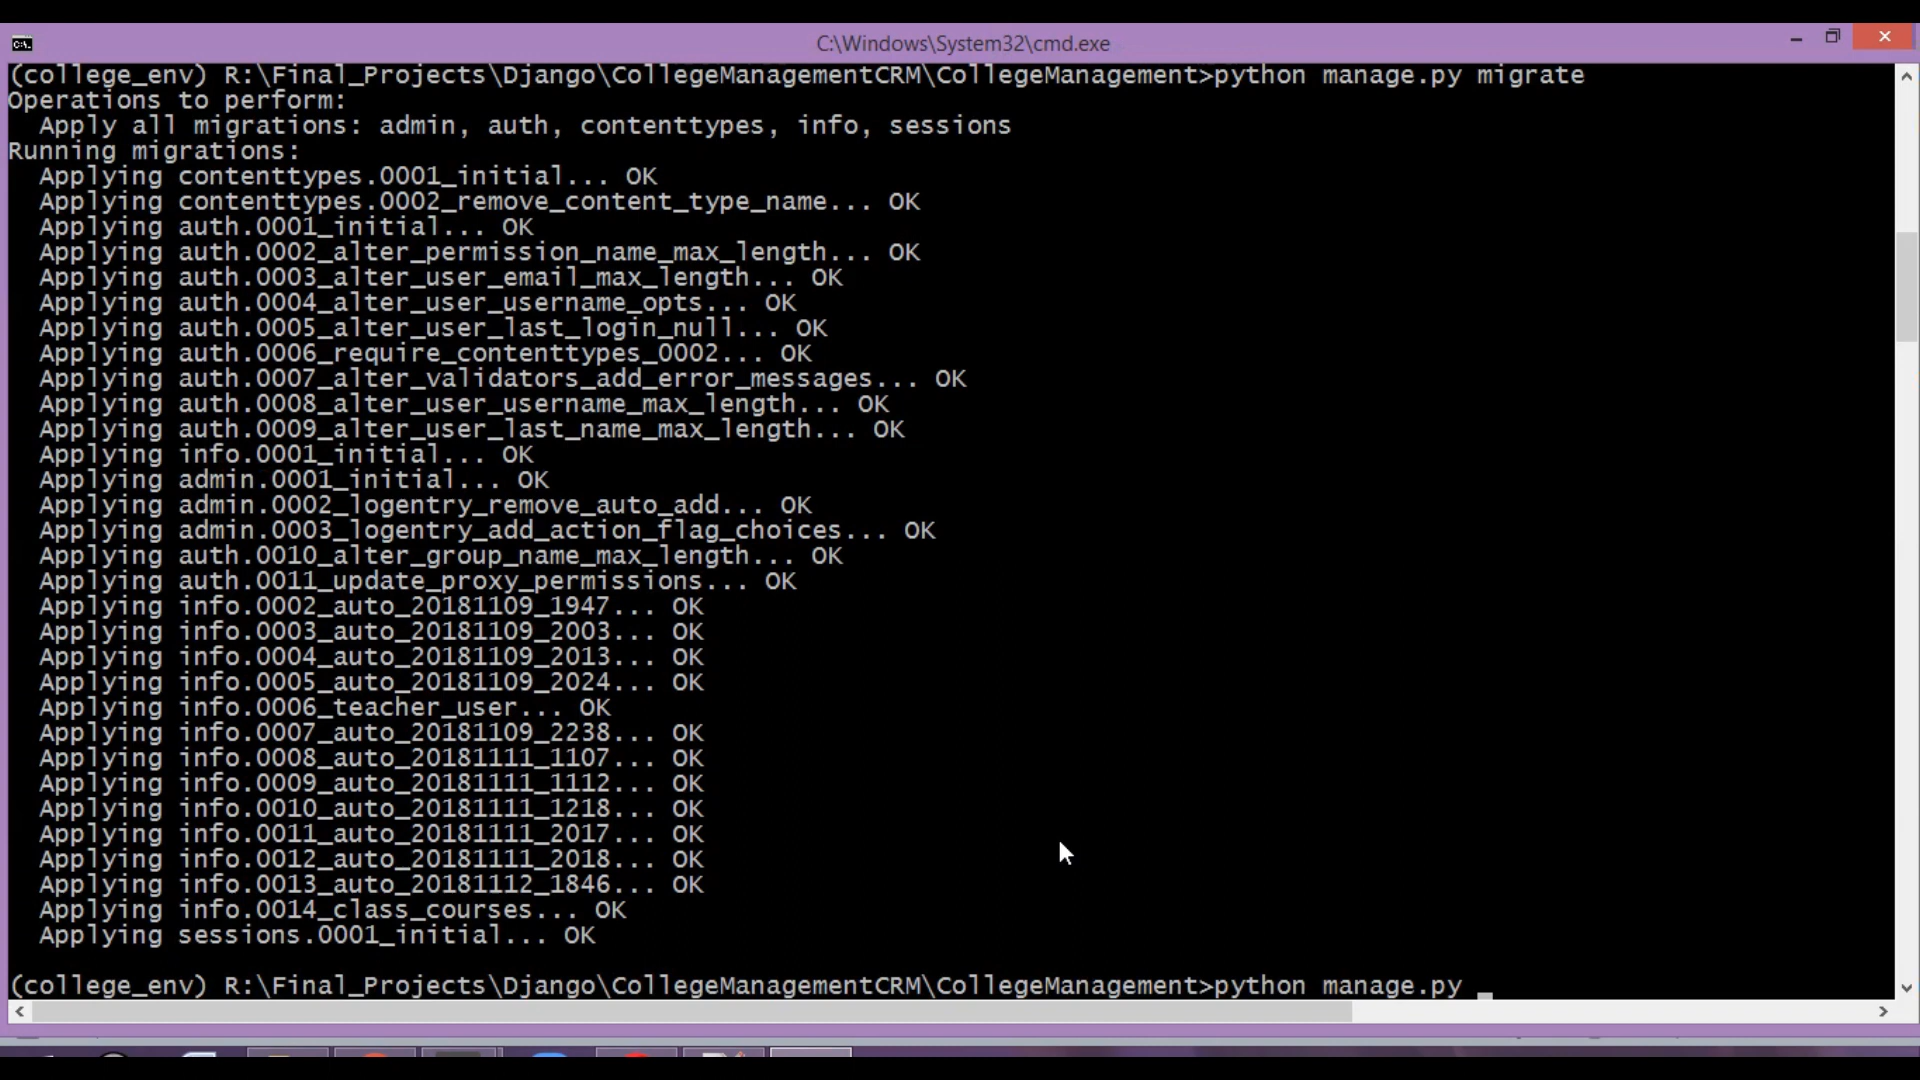 C:\Windows\System32\cmd.exe
(college_env) R:\Final_Projects\Django\CollegeManagementCRM\CollegeManagement>python manage.py migrate
Operations to perform:
  Apply all migrations: admin, auth, contenttypes, info, sessions
Running migrations:
  Applying contenttypes.0001_initial... OK
  Applying contenttypes.0002_remove_content_type_name... OK
  Applying auth.0001_initial... OK
  Applying auth.0002_alter_permission_name_max_length... OK
  Applying auth.0003_alter_user_email_max_length... OK
  Applying auth.0004_alter_user_username_opts... OK
  Applying auth.0005_alter_user_last_login_null... OK
  Applying auth.0006_require_contenttypes_0002... OK
  Applying auth.0007_alter_validators_add_error_messages... OK
  Applying auth.0008_alter_user_username_max_length... OK
  Applying auth.0009_alter_user_last_name_max_length... OK
  Applying info.0001_initial... OK
  Applying admin.0001_initial... OK
  Applying admin.0002_logentry_remove_auto_add... OK
  Applying admin.0003_logentry_add_action_flag_choices... OK
  Applying auth.0010_alter_group_name_max_length... OK
  Applying auth.0011_update_proxy_permissions... OK
  Applying info.0002_auto_20181109_1947... OK
  Applying info.0003_auto_20181109_2003... OK
  Applying info.0004_auto_20181109_2013... OK
  Applying info.0005_auto_20181109_2024... OK
  Applying info.0006_teacher_user... OK
  Applying info.0007_auto_20181109_2238... OK
  Applying info.0008_auto_20181111_1107... OK
  Applying info.0009_auto_20181111_1112... OK
  Applying info.0010_auto_20181111_1218... OK
  Applying info.0011_auto_20181111_2017... OK
  Applying info.0012_auto_20181111_2018... OK
  Applying info.0013_auto_20181112_1846... OK
  Applying info.0014_class_courses... OK
  Applying sessions.0001_initial... OK
(college_env) R:\Final_Projects\Django\CollegeManagementCRM\CollegeManagement>python manage.py